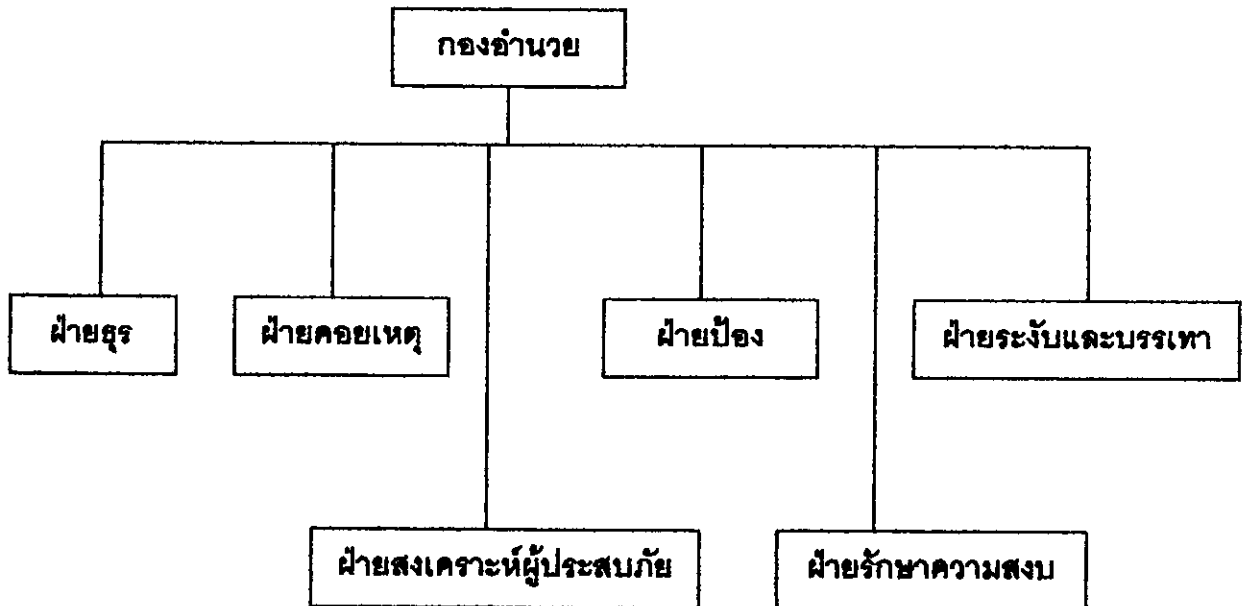 กองอำนวย
ฝ่ายธุร
ฝ่ายคอยเหตุ
ฝ่ายป้อง
ฝ่ายระงับและบรรเทา
ฝ่ายสงเคราะห์ผู้ประสบภัย
ฝ่ายรักษาความสงบ